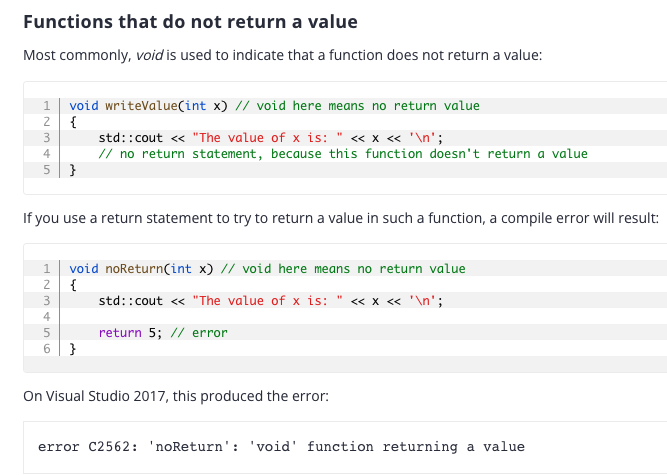 Functions that do not return a value
Most commonly, void is used to indicate that a function does not return a value:
1 void writeValue(int x) // void here means no return value
2 {
3     std::cout << "The value of x is: " << x << '\n';
4     // no return statement, because this function doesn't return a value
5 }
If you use a return statement to try to return a value in such a function, a compile error will result:
1 void noReturn(int x) // void here means no return value
2 {
3     std::cout << "The value of x is: " << x << '\n';
4
5     return 5; // error
6 }
On Visual Studio 2017, this produced the error:
error C2562: 'noReturn': 'void' function returning a value